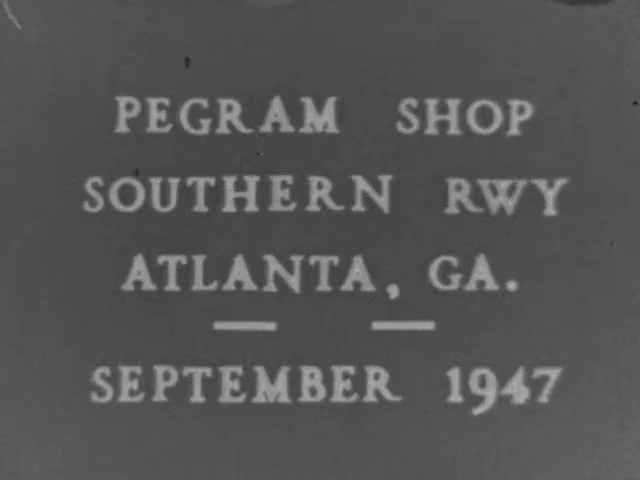 PEGRAM SHOP
SOUTHERN RWY
ATLANTA, GA.
SEPTEMBER 1947